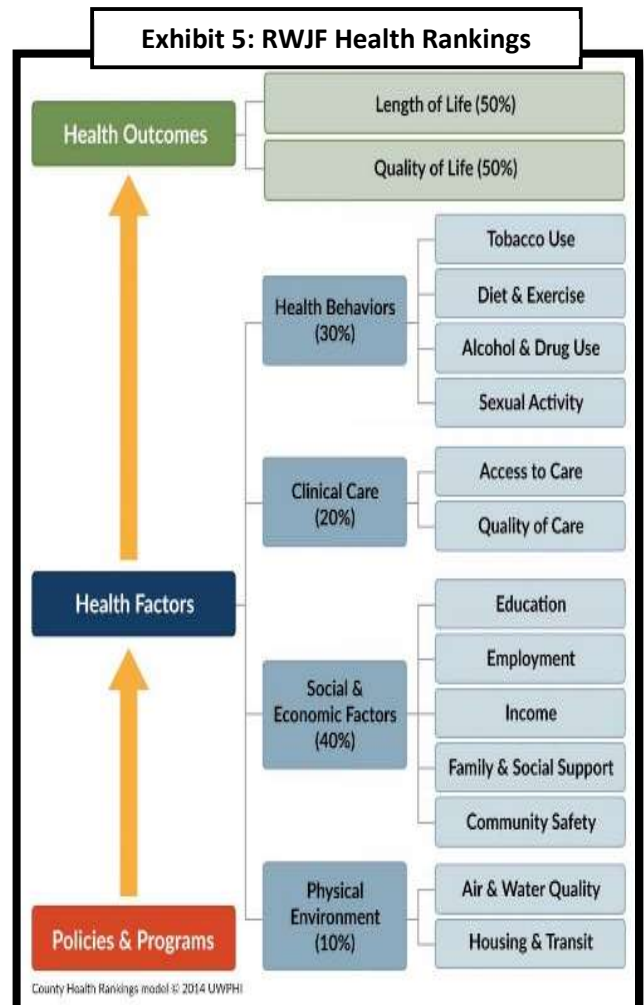 Exhibit 5: RWJF Health Rankings
Health Outcomes
Length of Life (50%)
Quality of Life (50%)
Health Factors
Health Behaviors
(30%)
Tobacco Use
Diet & Exercise
Alcohol & Drug Use
Sexual Activity
Clinical Care
(20%)
Access to Care
Quality of Care
Social &
Economic Factors
(40%)
Education
Employment
Income
Family & Social Support
Community Safety
Physical
Environment
(10%)
Air & Water Quality
Housing & Transit
Policies & Programs
County Health Rankings model © 2014 UWPHI